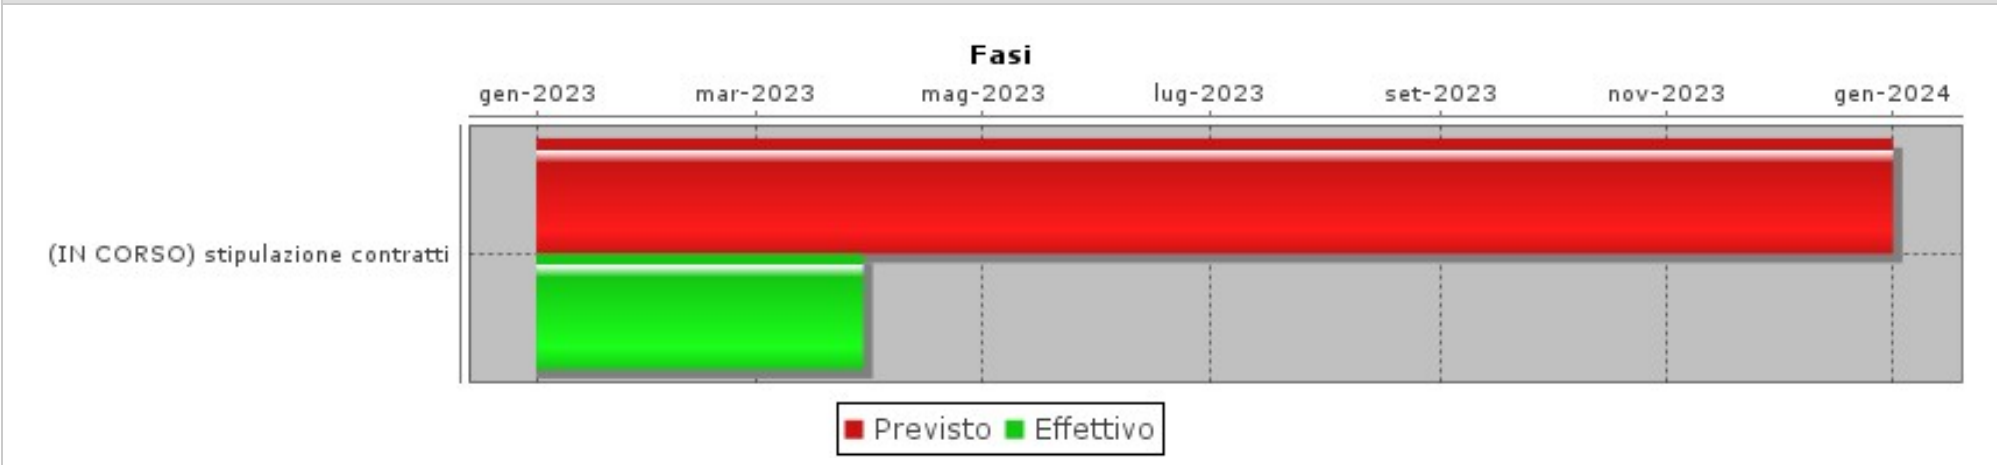 Fasi
gen-2023 mar-2023 mag-2023 lug-2023 set-2023 nov-2023 gen-2024
(IN CORSO) stipulazione contratti
Previsto Effettivo